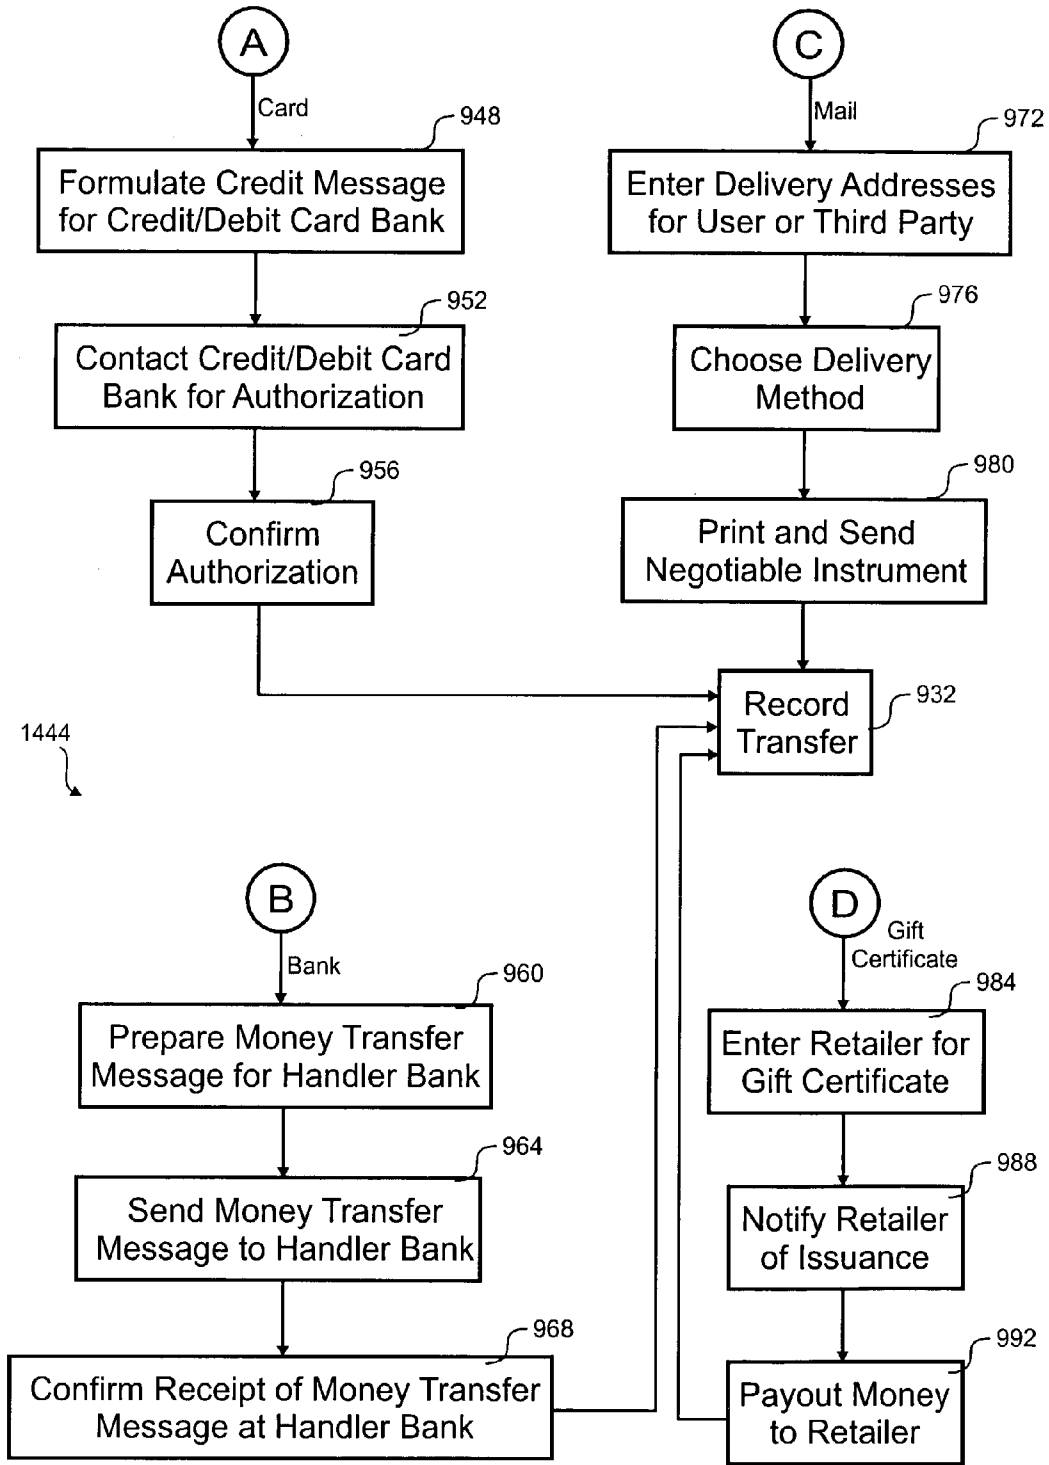 A
Card
948
Formulate Credit Message
for Credit/Debit Card Bank
952
Contact Credit/Debit Card
Bank for Authorization
956
Confirm
Authorization
C
Mail
972
Enter Delivery Addresses
for User or Third Party
976
Choose Delivery
Method
980
Print and Send
Negotiable Instrument
932
Record
Transfer
1444
B
Bank
960
Prepare Money Transfer
Message for Handler Bank
964
Send Money Transfer
Message to Handler Bank
968
Confirm Receipt of Money Transfer
Message at Handler Bank
D
Gift
Certificate
984
Enter Retailer for
Gift Certificate
988
Notify Retailer
of Issuance
992
Payout Money
to Retailer